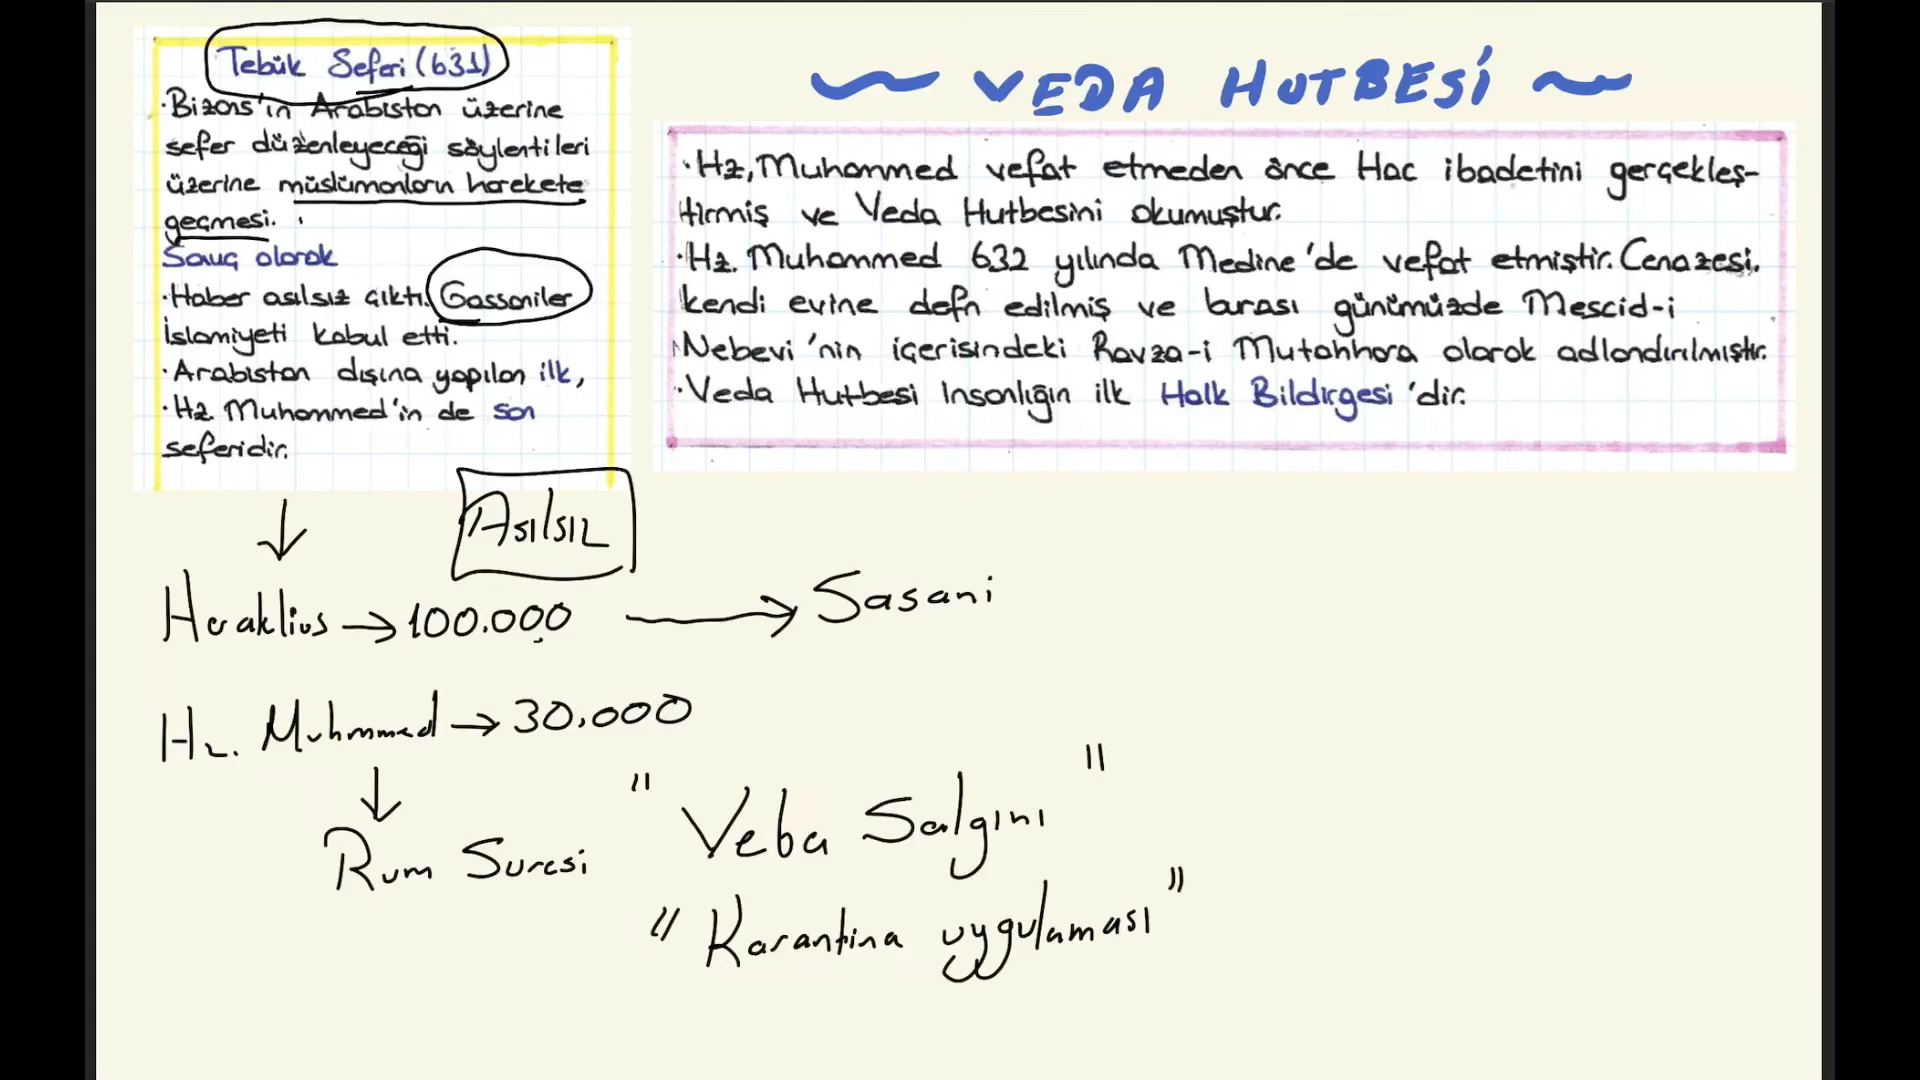 Tebük Seferi (631)
·Bizans'ın Arabistan üzerine
sefer düzenleyeceği söylentileri
üzerine müslümanların harekete
geçmesi.
Sonuç olarak
·Haber asılsız çıktı. Gassaniler
İslamiyeti kabul etti.
·Arabistan dışına yapılan ilk,
·Hz. Muhammed'in de son
seferidir.
VEDA HUTBESİ
·Hz. Muhammed vefat etmeden önce Hac ibadetini gerçekleş-
tirmiş ve Veda Hutbesini okumuştur.
·Hz. Muhammed 632 yılında Medine'de vefat etmiştir. Cenazesi,
kendi evine defn edilmiş ve burası günümüzde Mescid-i
Nebevi'nin içerisindeki Ravza-i Mutahhara olarak adlandırılmıştır.
·Veda Hutbesi İnsanlığın ilk Halk Bildirgesi'dir.
Asılsız
Heraklius → 100.000 → Sasani
Hz. Muhmmed → 30.000
Rum Suresi
"Veba Salgını"
"Karantina uygulaması"